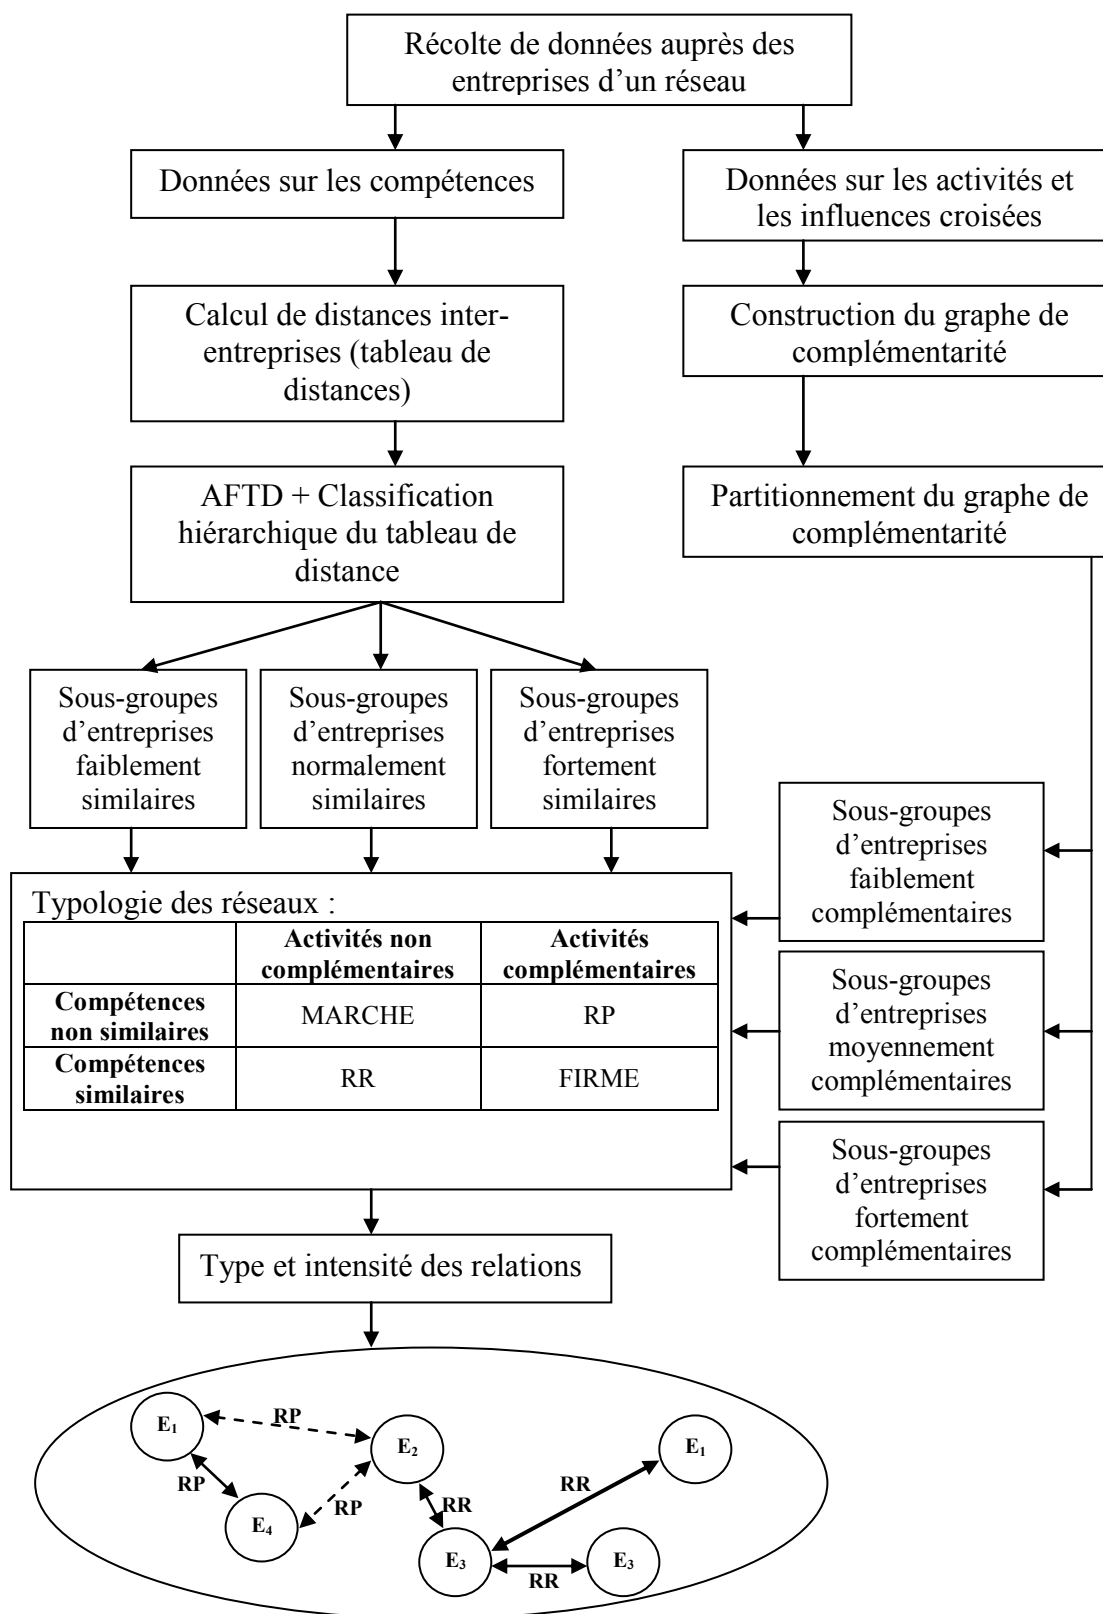 Récolte de données auprès des
entreprises d’un réseau
Données sur les compétences
Données sur les activités et
les influences croisées
Calcul de distances inter-
entreprises (tableau de
distances)
Construction du graphe de
complémentarité
AFTD + Classification
hiérarchique du tableau de
distance
Partitionnement du graphe de
complémentarité
Sous-groupes
d’entreprises
faiblement
similaires
Sous-groupes
d’entreprises
normalement
similaires
Sous-groupes
d’entreprises
fortement
similaires
Sous-groupes
d’entreprises
faiblement
complémentaires
Sous-groupes
d’entreprises
moyennement
complémentaires
Sous-groupes
d’entreprises
fortement
complémentaires
Typologie des réseaux :
Activités non
complémentaires
Activités
complémentaires
Compétences
non similaires
MARCHE
RP
Compétences
similaires
RR
FIRME
Type et intensité des relations
E₁
RP
E₂
E₁
RP
RP
RR
RR
E₄
E₃
RR
E₃